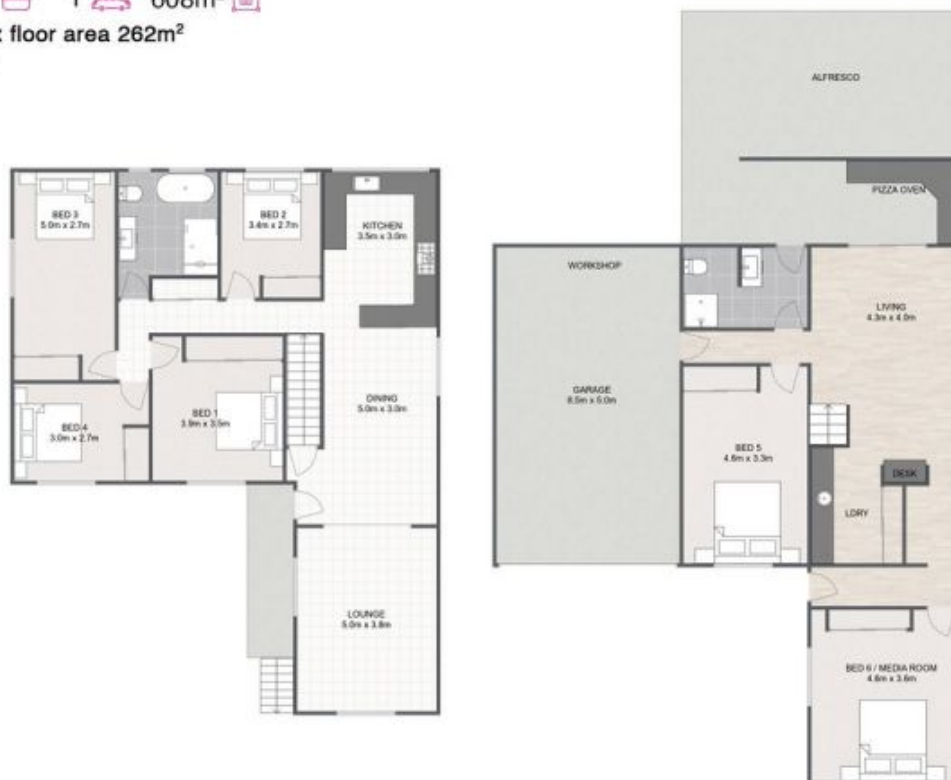 1 608m²
floor area 262m²
BED 3
5.0m x 2.7m
BED 2
3.4m x 2.7m
KITCHEN
3.5m x 3.0m
BED 4
3.0m x 2.7m
BED 1
3.9m x 3.5m
DINING
5.0m x 3.0m
LOUNGE
5.0m x 3.8m
ALFRESCO
PIZZA OVEN
WORKSHOP
LIVING
4.3m x 4.0m
GARAGE
8.5m x 5.0m
BED 5
4.6m x 3.3m
DESK
LDRY
BED 6 / MEDIA ROOM
4.6m x 3.6m